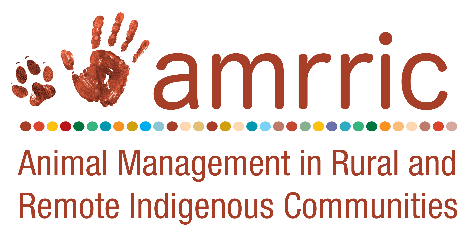 amrric
Animal Management in Rural and
Remote Indigenous Communities